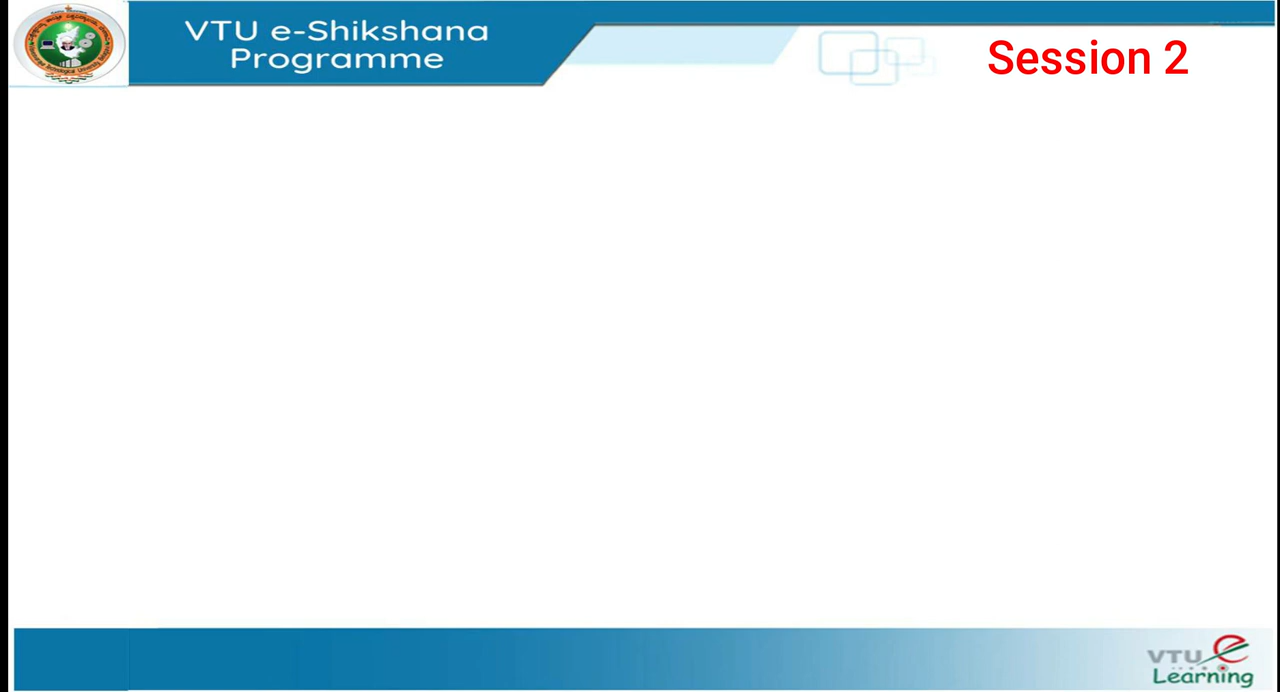 VTU e-Shikshana
Programme
Session 2
VTU e
Learning